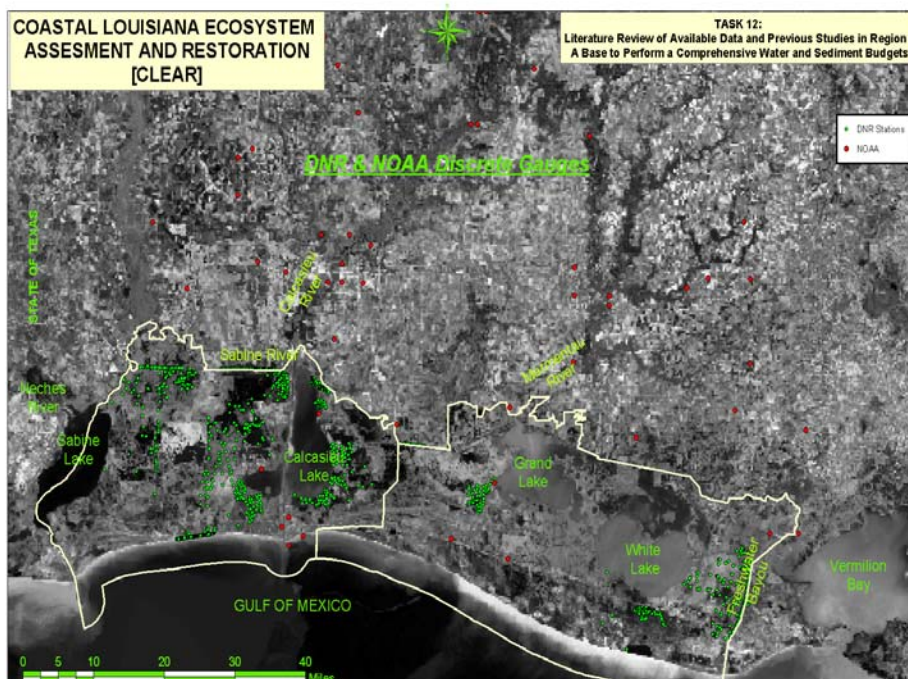 COASTAL LOUISIANA ECOSYSTEM
ASSESMENT AND RESTORATION
[CLEAR]
TASK 12:
Literature Review of Available Data and Previous Studies in Region
A Base to Perform a Comprehensive Water and Sediment Budgets
DNR Stations
NOAA
DNR & NOAA Discrete Gauges
STATE OF TEXAS
Calcasieu
River
Sabine River
Mermentau
River
Neches
River
Sabine
Lake
Calcasieu
Lake
Grand
Lake
White
Lake
Freshwater
Bayou
Vermilion
Bay
GULF OF MEXICO
0 5 10 20 30 40
Miles